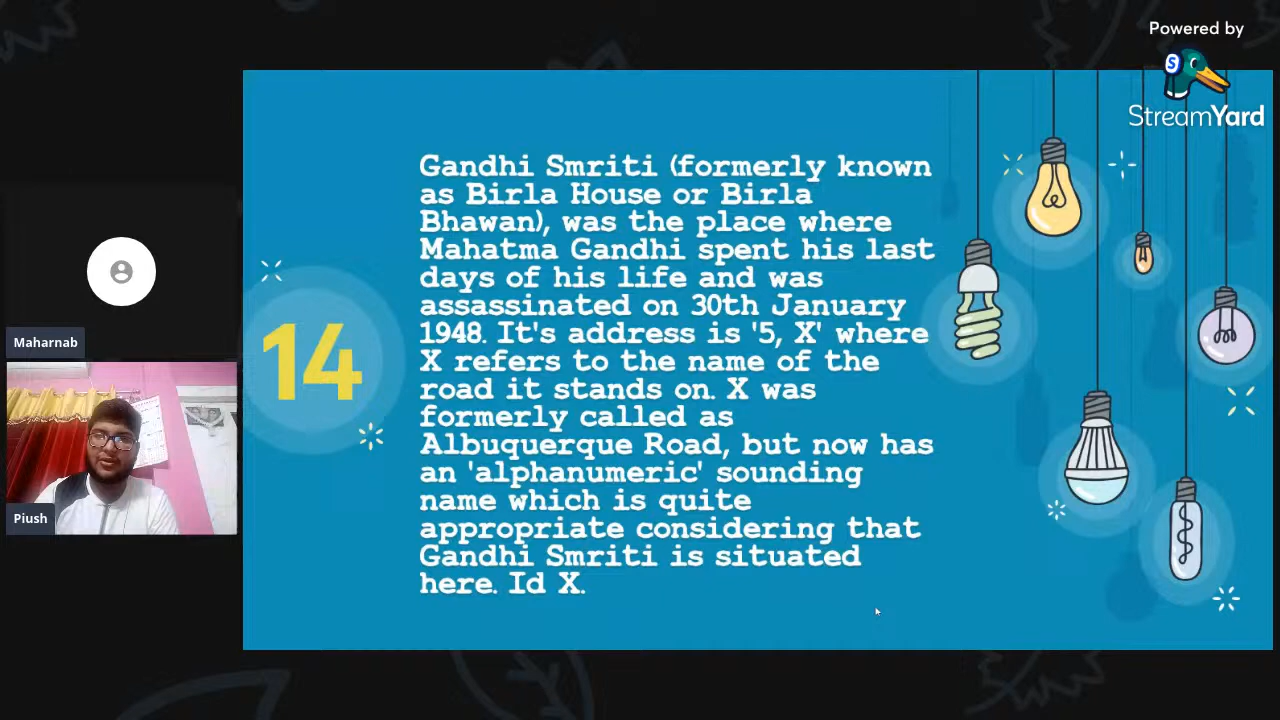 Powered by
StreamYard
Gandhi Smriti (formerly known
as Birla House or Birla
Bhawan), was the place where
Mahatma Gandhi spent his last
days of his life and was
assassinated on 30th January
1948. It's address is '5, X' where
X refers to the name of the
road it stands on. X was
formerly called as
Albuquerque Road, but now has
an 'alphanumeric' sounding
name which is quite
appropriate considering that
Gandhi Smriti is situated
here. Id X.
14
Maharnab
Piush